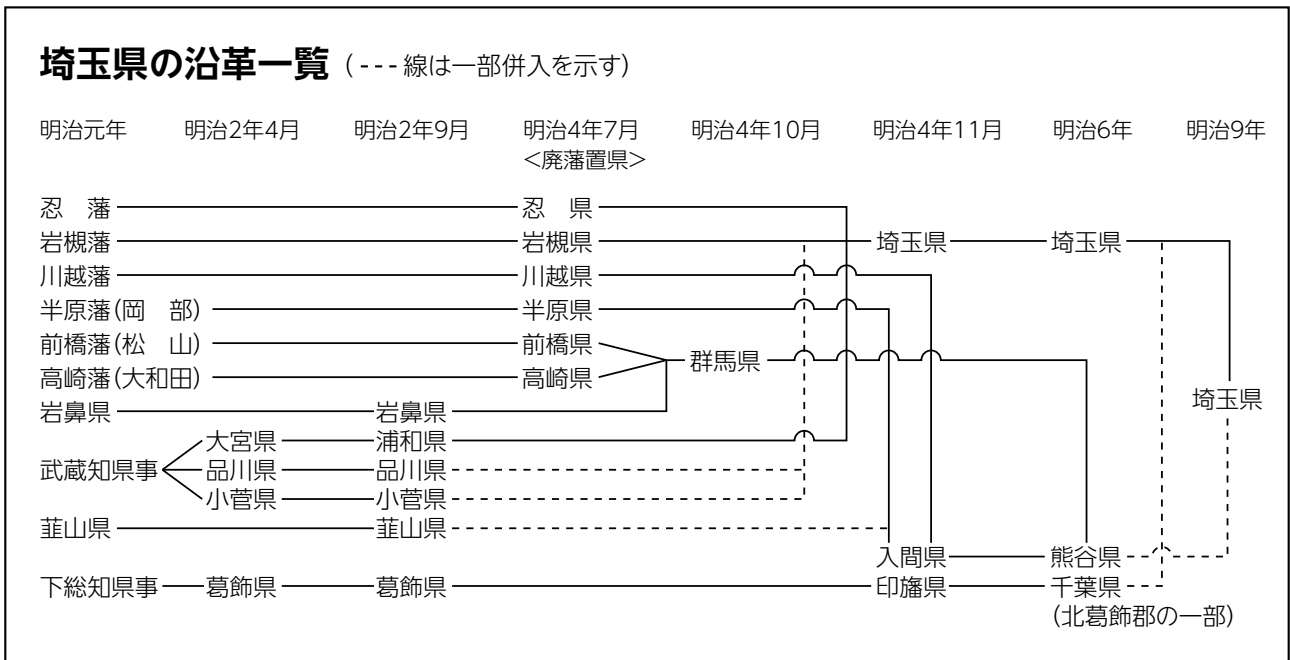 埼玉県の沿革一覧 (---線は一部併入を示す)
明治元年 明治2年4月 明治2年9月 明治4年7月 明治4年10月 明治4年11月 明治6年 明治9年
<廃藩置県>
忍 藩 忍 県
岩槻藩 岩槻県 埼玉県 埼玉県
川越藩 川越県
半原藩(岡 部) 半原県
前橋藩(松 山) 前橋県
群馬県
高崎藩(大和田) 高崎県
埼玉県
岩鼻県 岩鼻県
大宮県 浦和県
武蔵知県事 品川県 品川県
小菅県 小菅県
韮山県 韮山県
入間県 熊谷県
下総知県事 葛飾県 葛飾県 印旛県 千葉県
(北葛飾郡の一部)